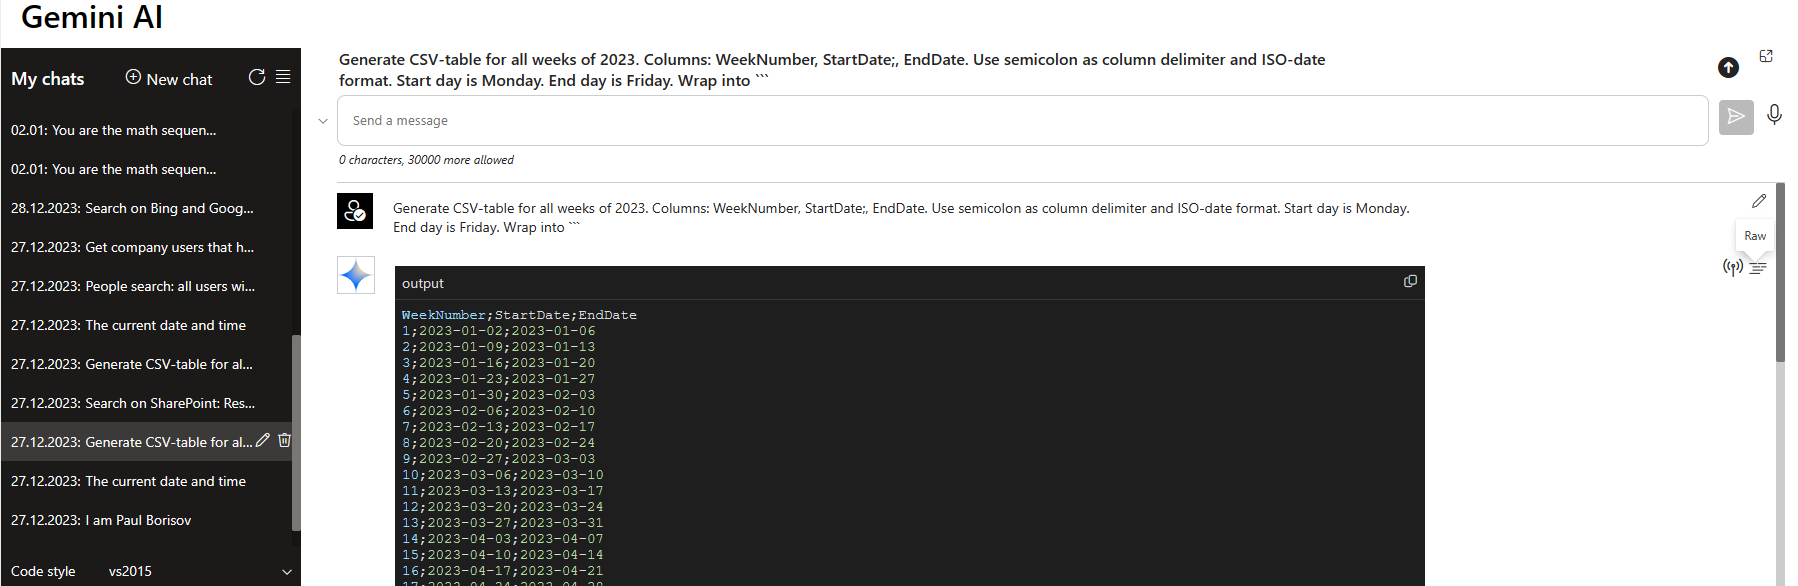 Gemini AI
My chats
New chat
02.01: You are the math sequen...
02.01: You are the math sequen...
28.12.2023: Search on Bing and Goog...
27.12.2023: Get company users that h...
27.12.2023: People search: all users wi...
27.12.2023: The current date and time
27.12.2023: Generate CSV-table for al...
27.12.2023: Search on SharePoint: Res...
27.12.2023: Generate CSV-table for al...
27.12.2023: The current date and time
27.12.2023: I am Paul Borisov
Code style vs2015
Generate CSV-table for all weeks of 2023. Columns: WeekNumber, StartDate;, EndDate. Use semicolon as column delimiter and ISO-date
format. Start day is Monday. End day is Friday. Wrap into ```
Send a message
0 characters, 30000 more allowed
Generate CSV-table for all weeks of 2023. Columns: WeekNumber, StartDate;, EndDate. Use semicolon as column delimiter and ISO-date format. Start day is Monday.
End day is Friday. Wrap into ```
Raw
output
WeekNumber;StartDate;EndDate
1;2023-01-02;2023-01-06
2;2023-01-09;2023-01-13
3;2023-01-16;2023-01-20
4;2023-01-23;2023-01-27
5;2023-01-30;2023-02-03
6;2023-02-06;2023-02-10
7;2023-02-13;2023-02-17
8;2023-02-20;2023-02-24
9;2023-02-27;2023-03-03
10;2023-03-06;2023-03-10
11;2023-03-13;2023-03-17
12;2023-03-20;2023-03-24
13;2023-03-27;2023-03-31
14;2023-04-03;2023-04-07
15;2023-04-10;2023-04-14
16;2023-04-17;2023-04-21